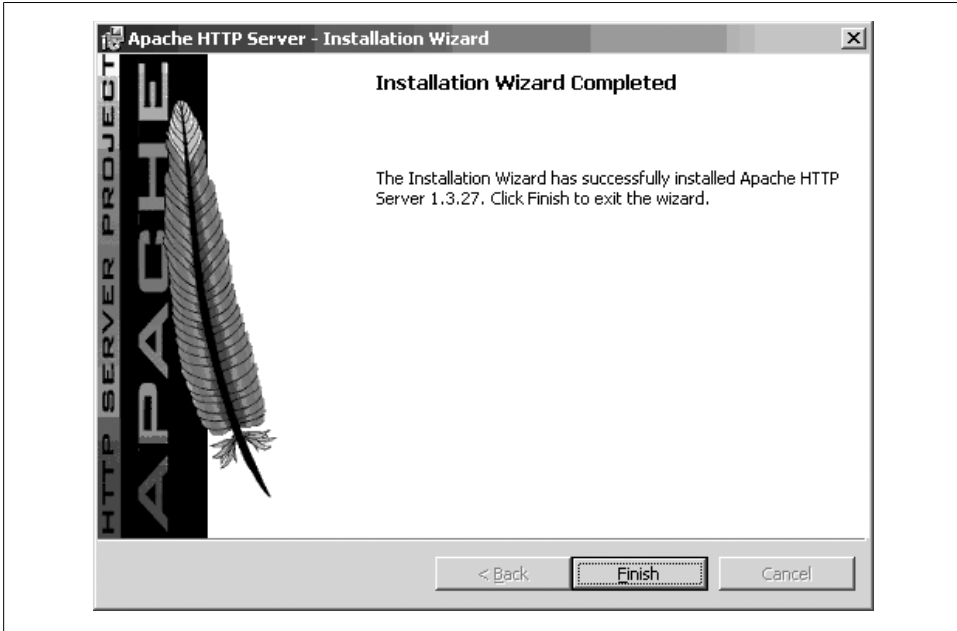 Apache HTTP Server - Installation Wizard
HTTP SERVER PROJECT
APACHE
Installation Wizard Completed
The Installation Wizard has successfully installed Apache HTTP
Server 1.3.27. Click Finish to exit the wizard.
< Back
Finish
Cancel